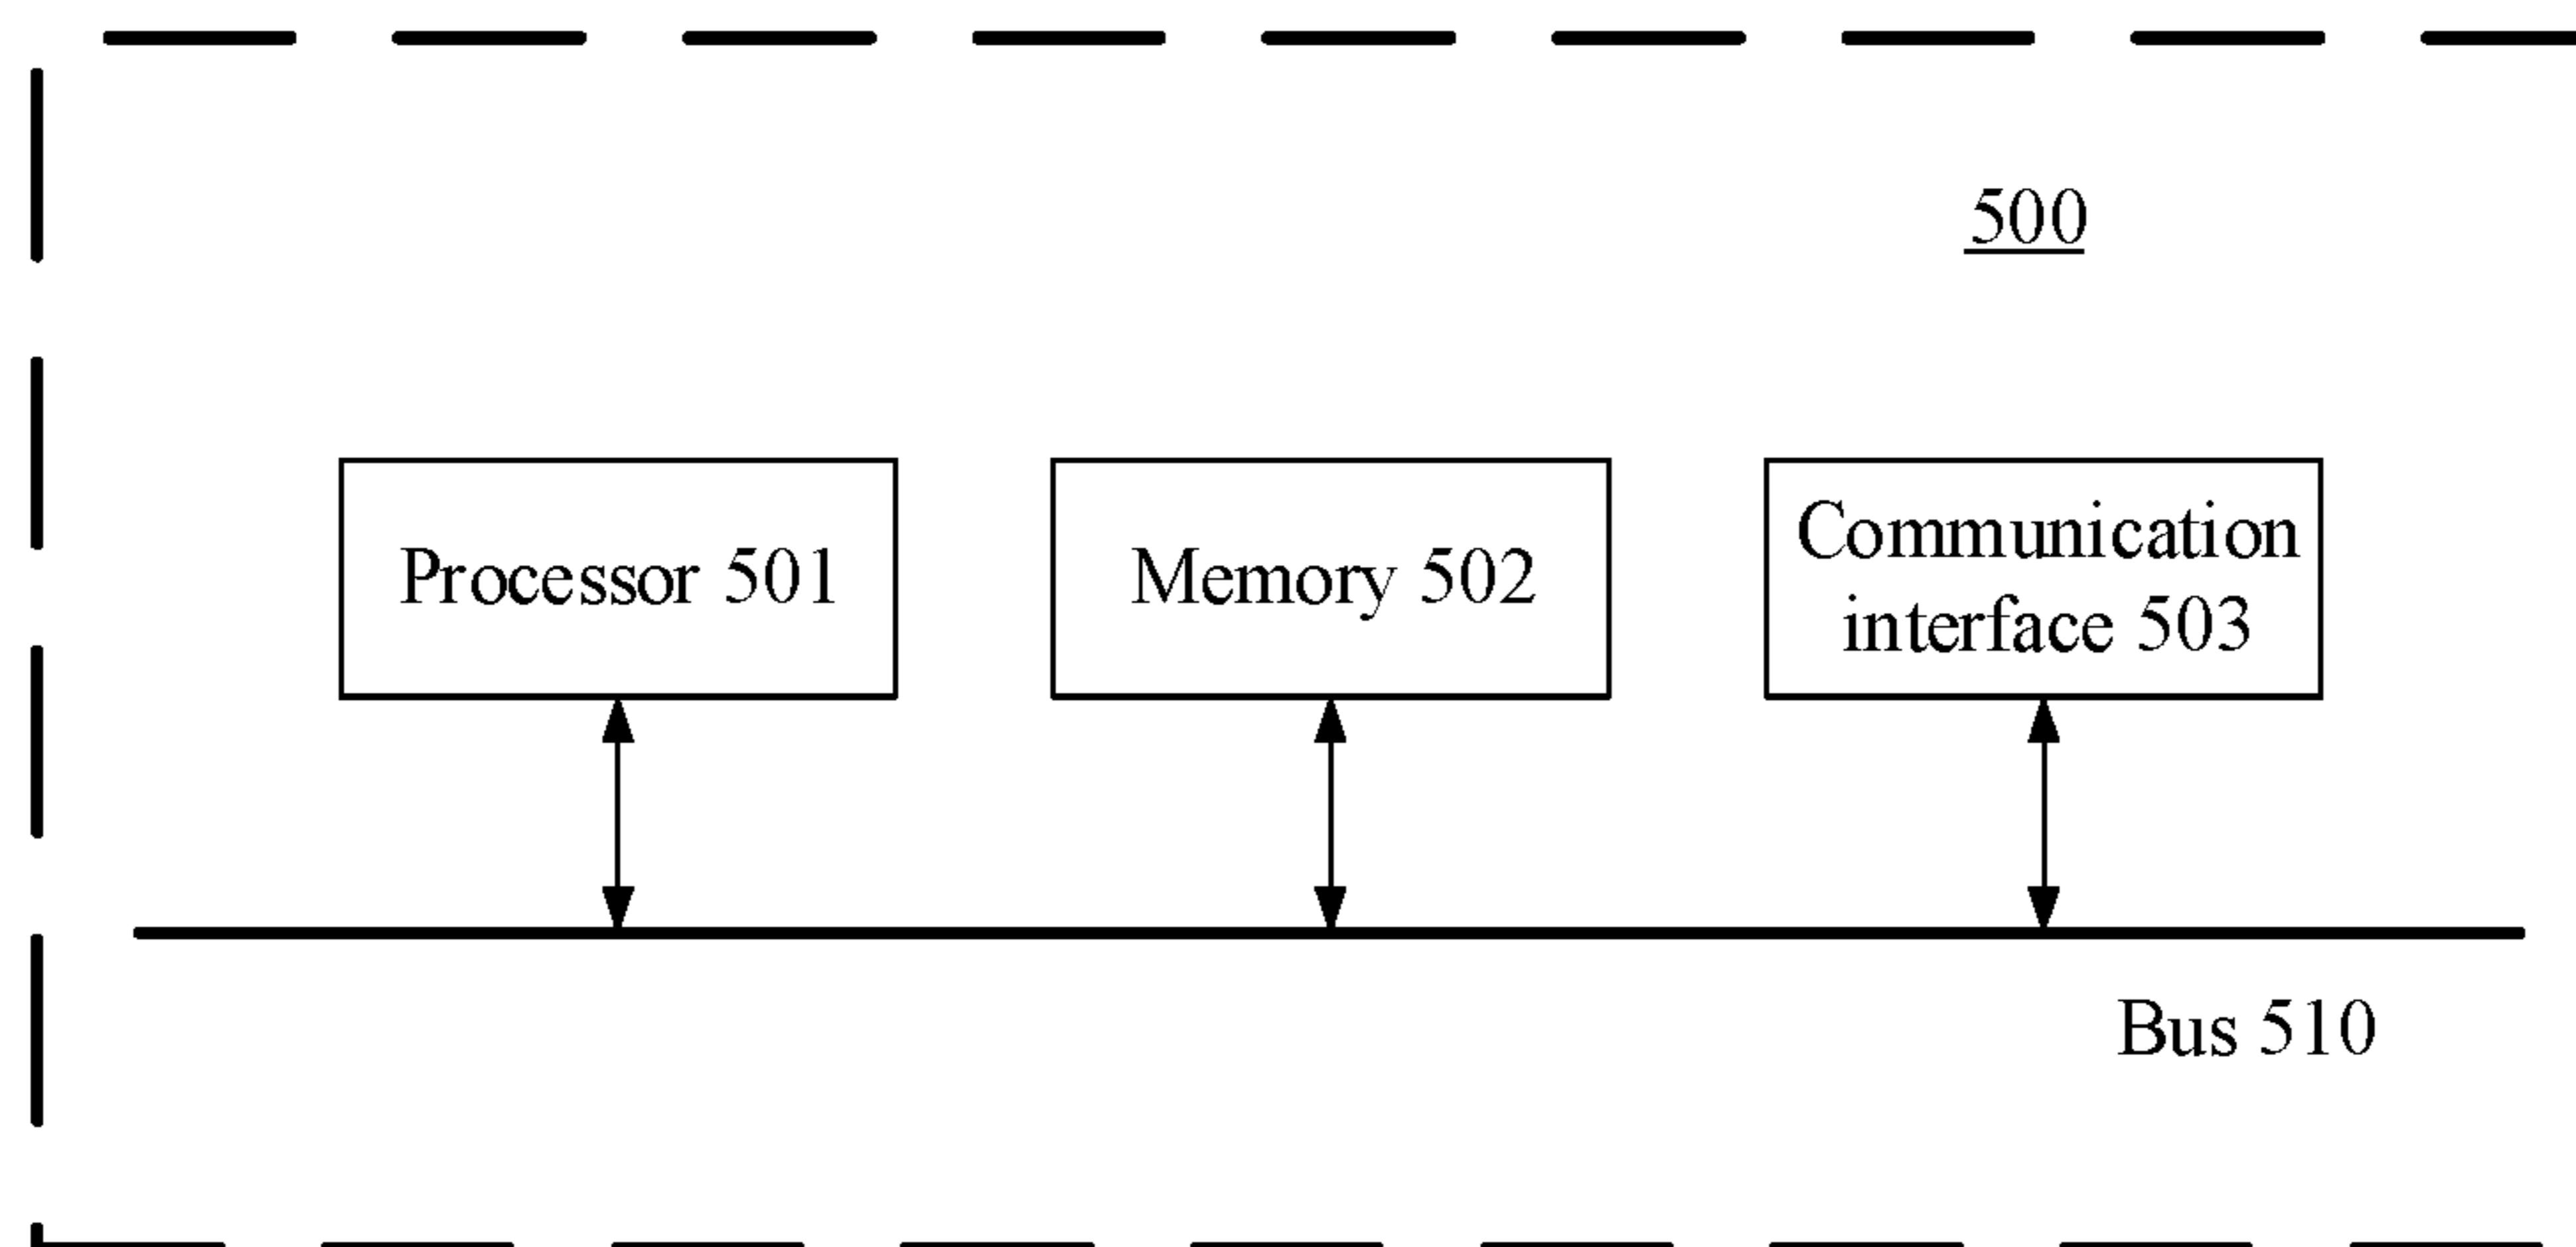 500
Processor 501
Memory 502
Communication
interface 503
Bus 510